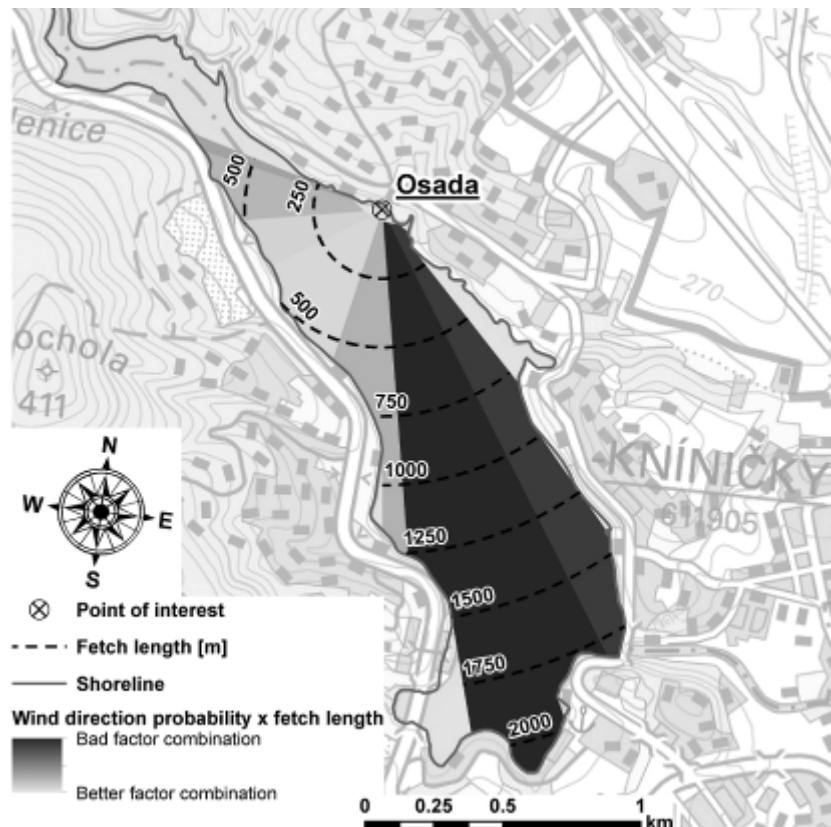 lenice
500
250
Osada
270
500
ochola
411
750
1000
KNÍNIČKY
611905
1250
1500
1750
2000
N
W
E
S
Point of interest
Fetch length [m]
Shoreline
Wind direction probability x fetch length
Bad factor combination
Better factor combination
0
0.25
0.5
1
km